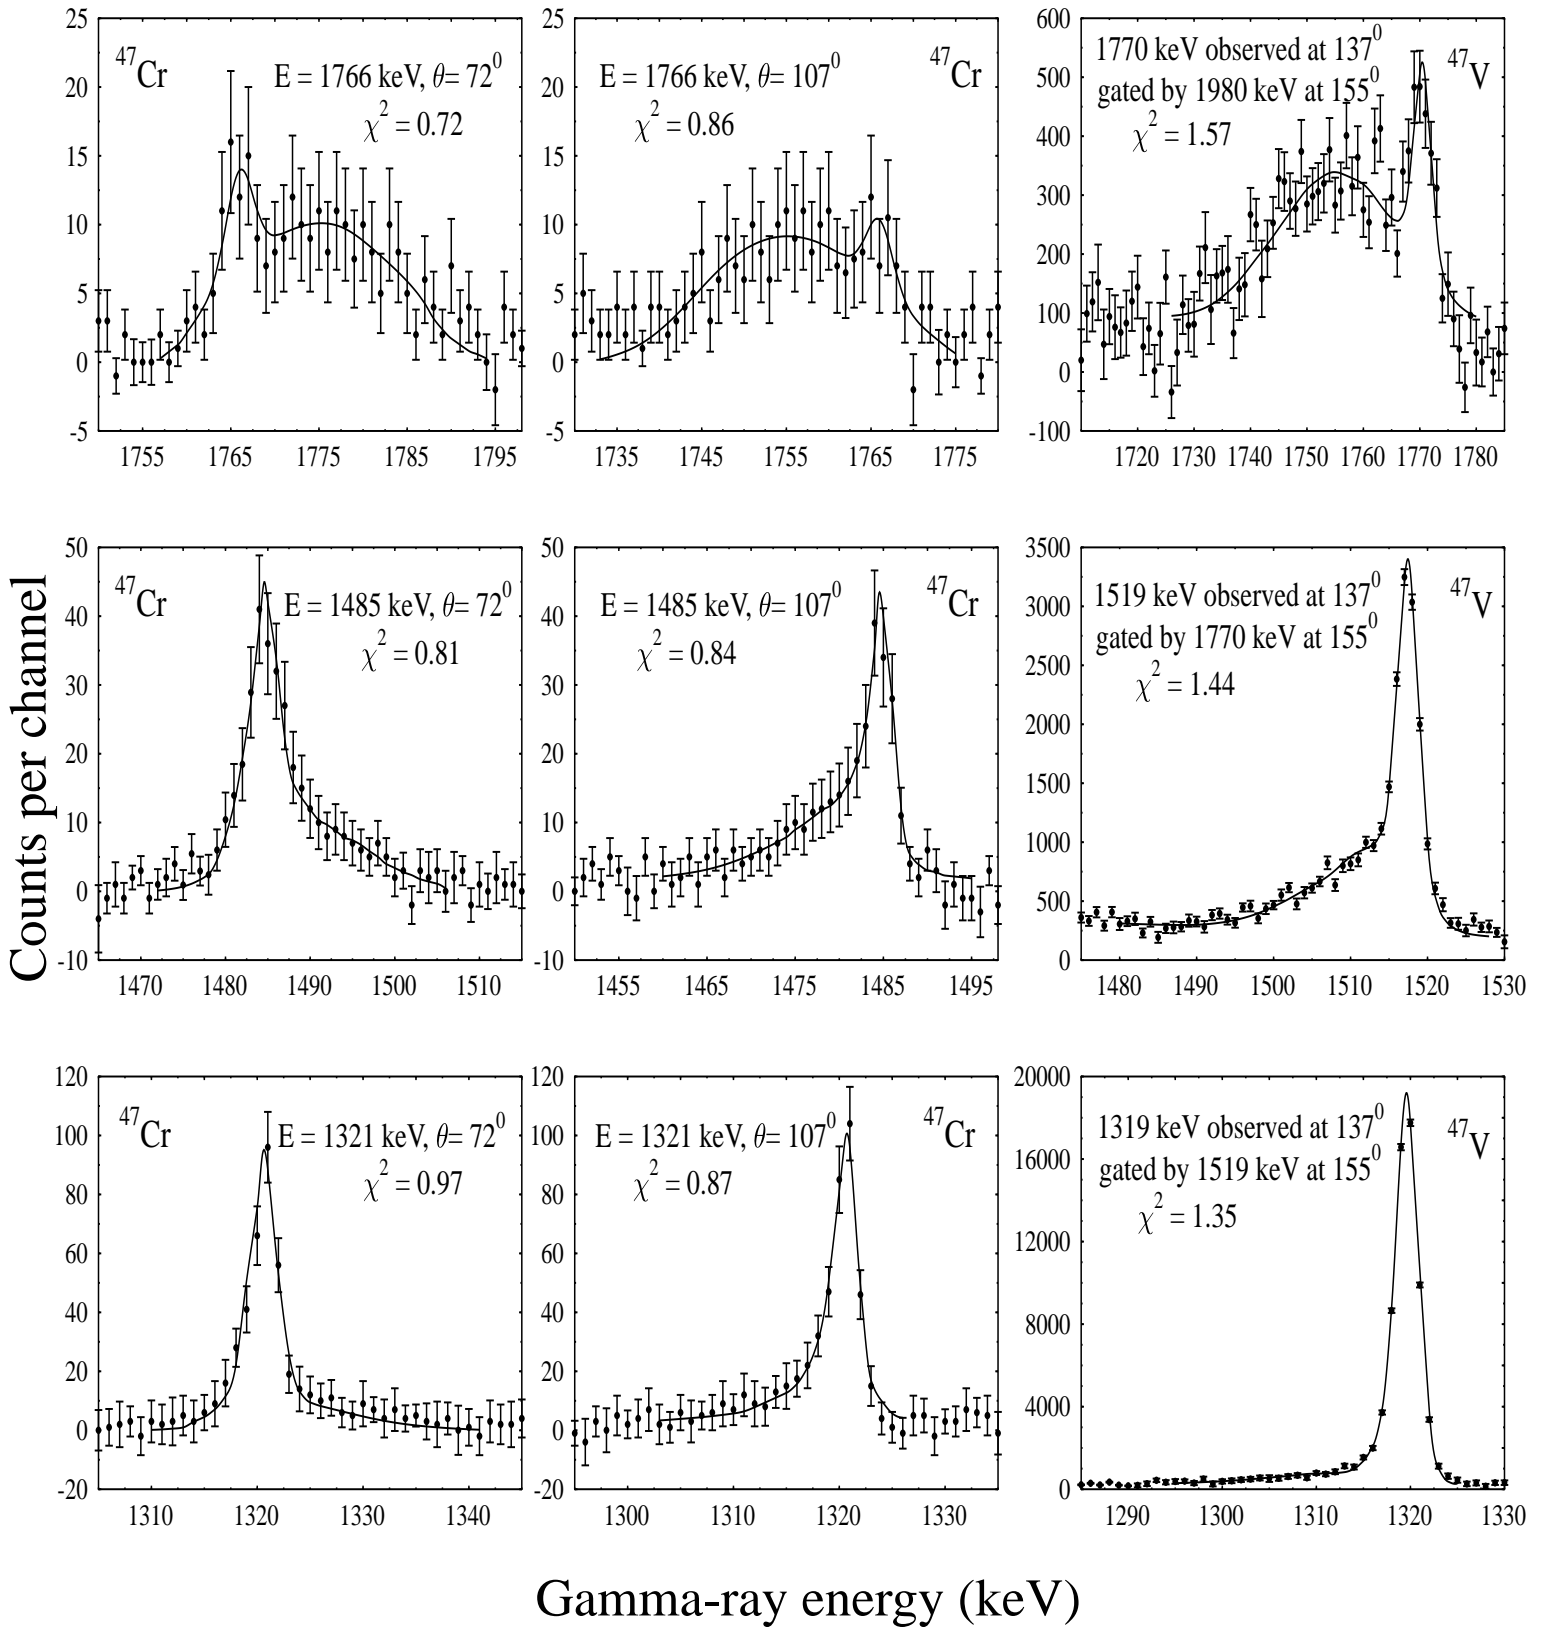 47Cr
E = 1766 keV, θ= 72⁰
χ² = 0.72
25
20
15
10
5
0
-5
1755 1765 1775 1785 1795
E = 1766 keV, θ= 107⁰
47Cr
χ² = 0.86
25
20
15
10
5
0
-5
1735 1745 1755 1765 1775
1770 keV observed at 137⁰
gated by 1980 keV at 155⁰
47V
χ² = 1.57
600
500
400
300
200
100
0
-100
1720 1730 1740 1750 1760 1770 1780
Counts per channel
47Cr
E = 1485 keV, θ= 72⁰
χ² = 0.81
50
40
30
20
10
0
-10
1470 1480 1490 1500 1510
E = 1485 keV, θ= 107⁰
47Cr
χ² = 0.84
50
40
30
20
10
0
-10
1455 1465 1475 1485 1495
1519 keV observed at 137⁰
gated by 1770 keV at 155⁰
47V
χ² = 1.44
3500
3000
2500
2000
1500
1000
500
0
1480 1490 1500 1510 1520 1530
47Cr
E = 1321 keV, θ= 72⁰
χ² = 0.97
120
100
80
60
40
20
0
-20
1310 1320 1330 1340
E = 1321 keV, θ= 107⁰
47Cr
χ² = 0.87
120
100
80
60
40
20
0
-20
1300 1310 1320 1330
1319 keV observed at 137⁰
gated by 1519 keV at 155⁰
47V
χ² = 1.35
20000
16000
12000
8000
4000
0
1290 1300 1310 1320 1330
Gamma-ray energy (keV)